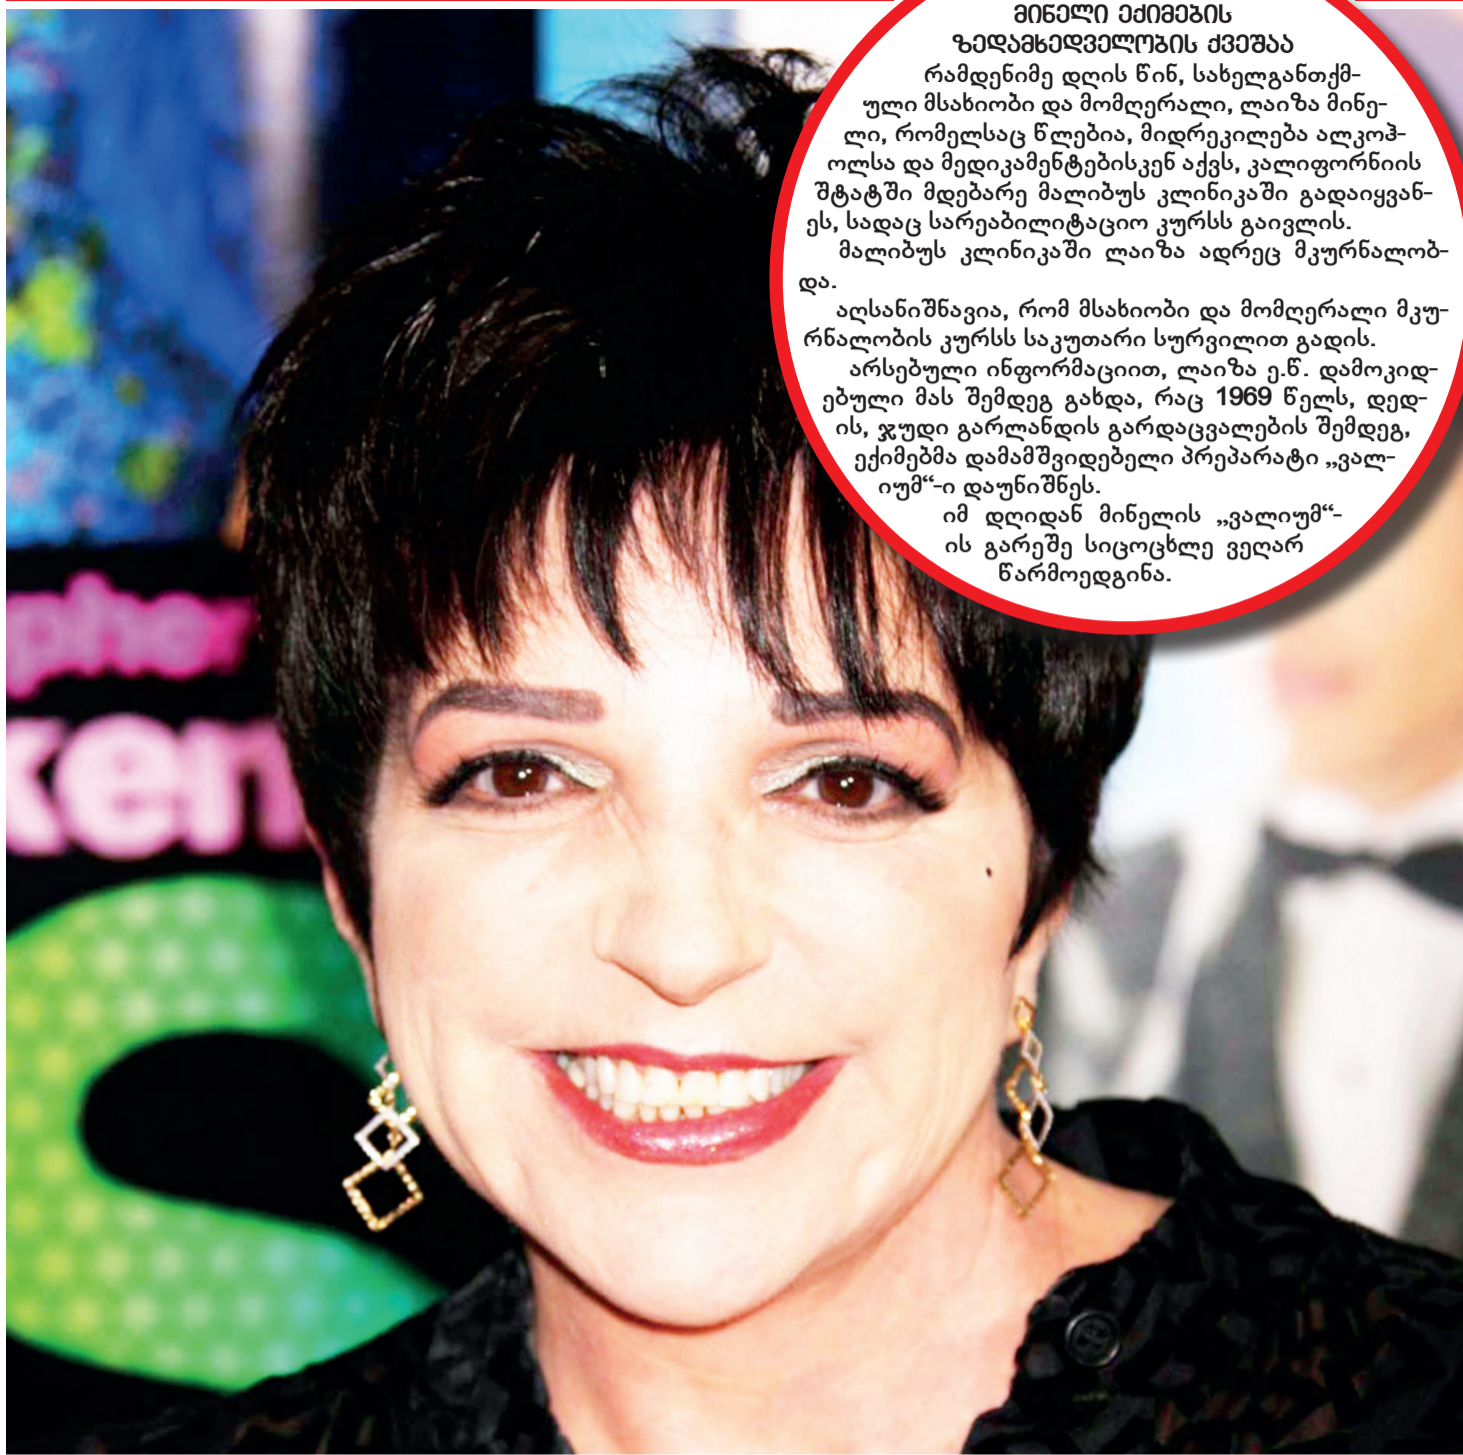 მინელი ექიმების
ზედამხედველობის ქვეშაა
რამდენიმე დღის წინ, სახელგანთქმ-
ული მსახიობი და მომღერალი, ლაიზა მინე-
ლი, რომელსაც წლებია, მიდრეკილება ალკოჰ-
ოლსა და მედიკამენტებისკენ აქვს, კალიფორნიის
შტატში მდებარე მალიბუს კლინიკაში გადაიყვან-
ეს, სადაც სარეაბილიტაციო კურსს გაივლის.
მალიბუს კლინიკაში ლაიზა ადრეც მკურნალობ-
და.
აღსანიშნავია, რომ მსახიობი და მომღერალი მკუ-
რნალობის კურსს საკუთარი სურვილით გადის.
არსებული ინფორმაციით, ლაიზა ე.წ. დამოკიდ-
ებული მას შემდეგ გახდა, რაც 1969 წელს, დედ-
ის, ჯუდი გარლანდის გარდაცვალების შემდეგ,
ექიმებმა დამამშვიდებელი პრეპარატი „ვალ-
იუმ“-ი დაუნიშნეს.
იმ დღიდან მინელის „ვალიუმ“-
ის გარეშე სიცოცხლე ვეღარ
წარმოედგინა.
pher
ken